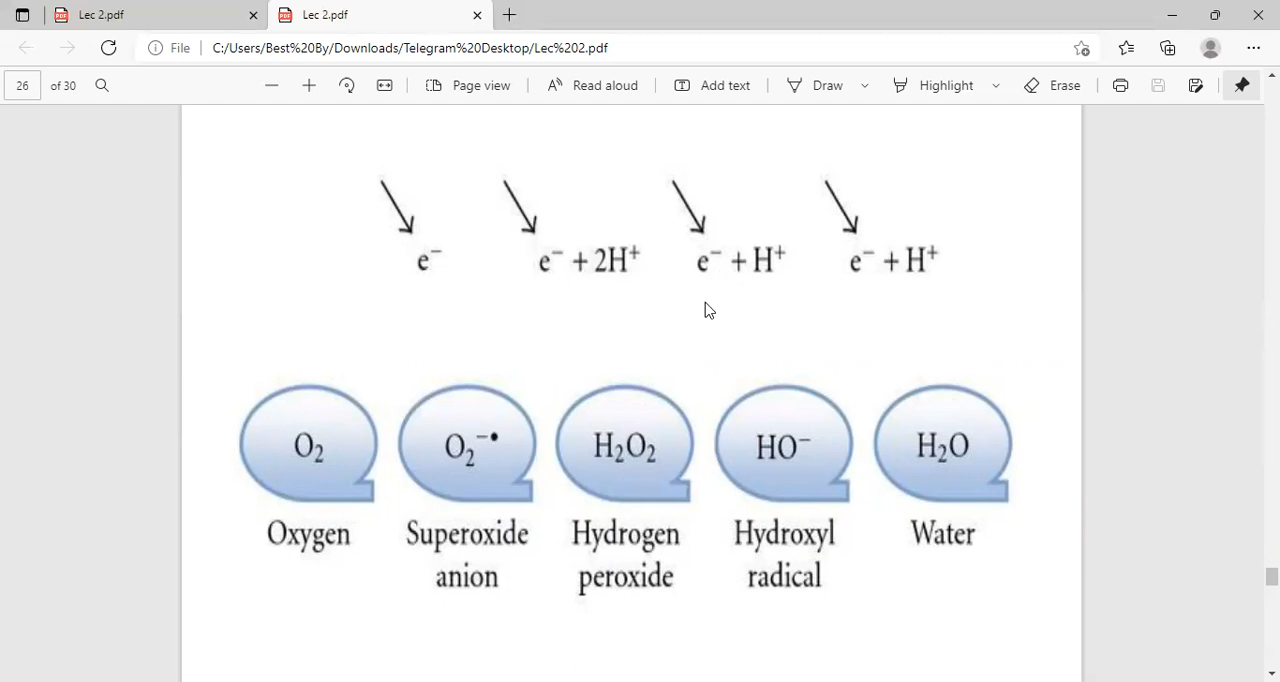 Lec 2.pdf
Lec 2.pdf
File C:/Users/Best%20By/Downloads/Telegram%20Desktop/Lec%202.pdf
26 of 30 Page view Read aloud Add text Draw Highlight Erase
e⁻ e⁻ + 2H⁺ e⁻ + H⁺ e⁻ + H⁺
O₂ O₂⁻• H₂O₂ HO⁻ H₂O
Oxygen Superoxide Hydrogen Hydroxyl Water
anion peroxide radical